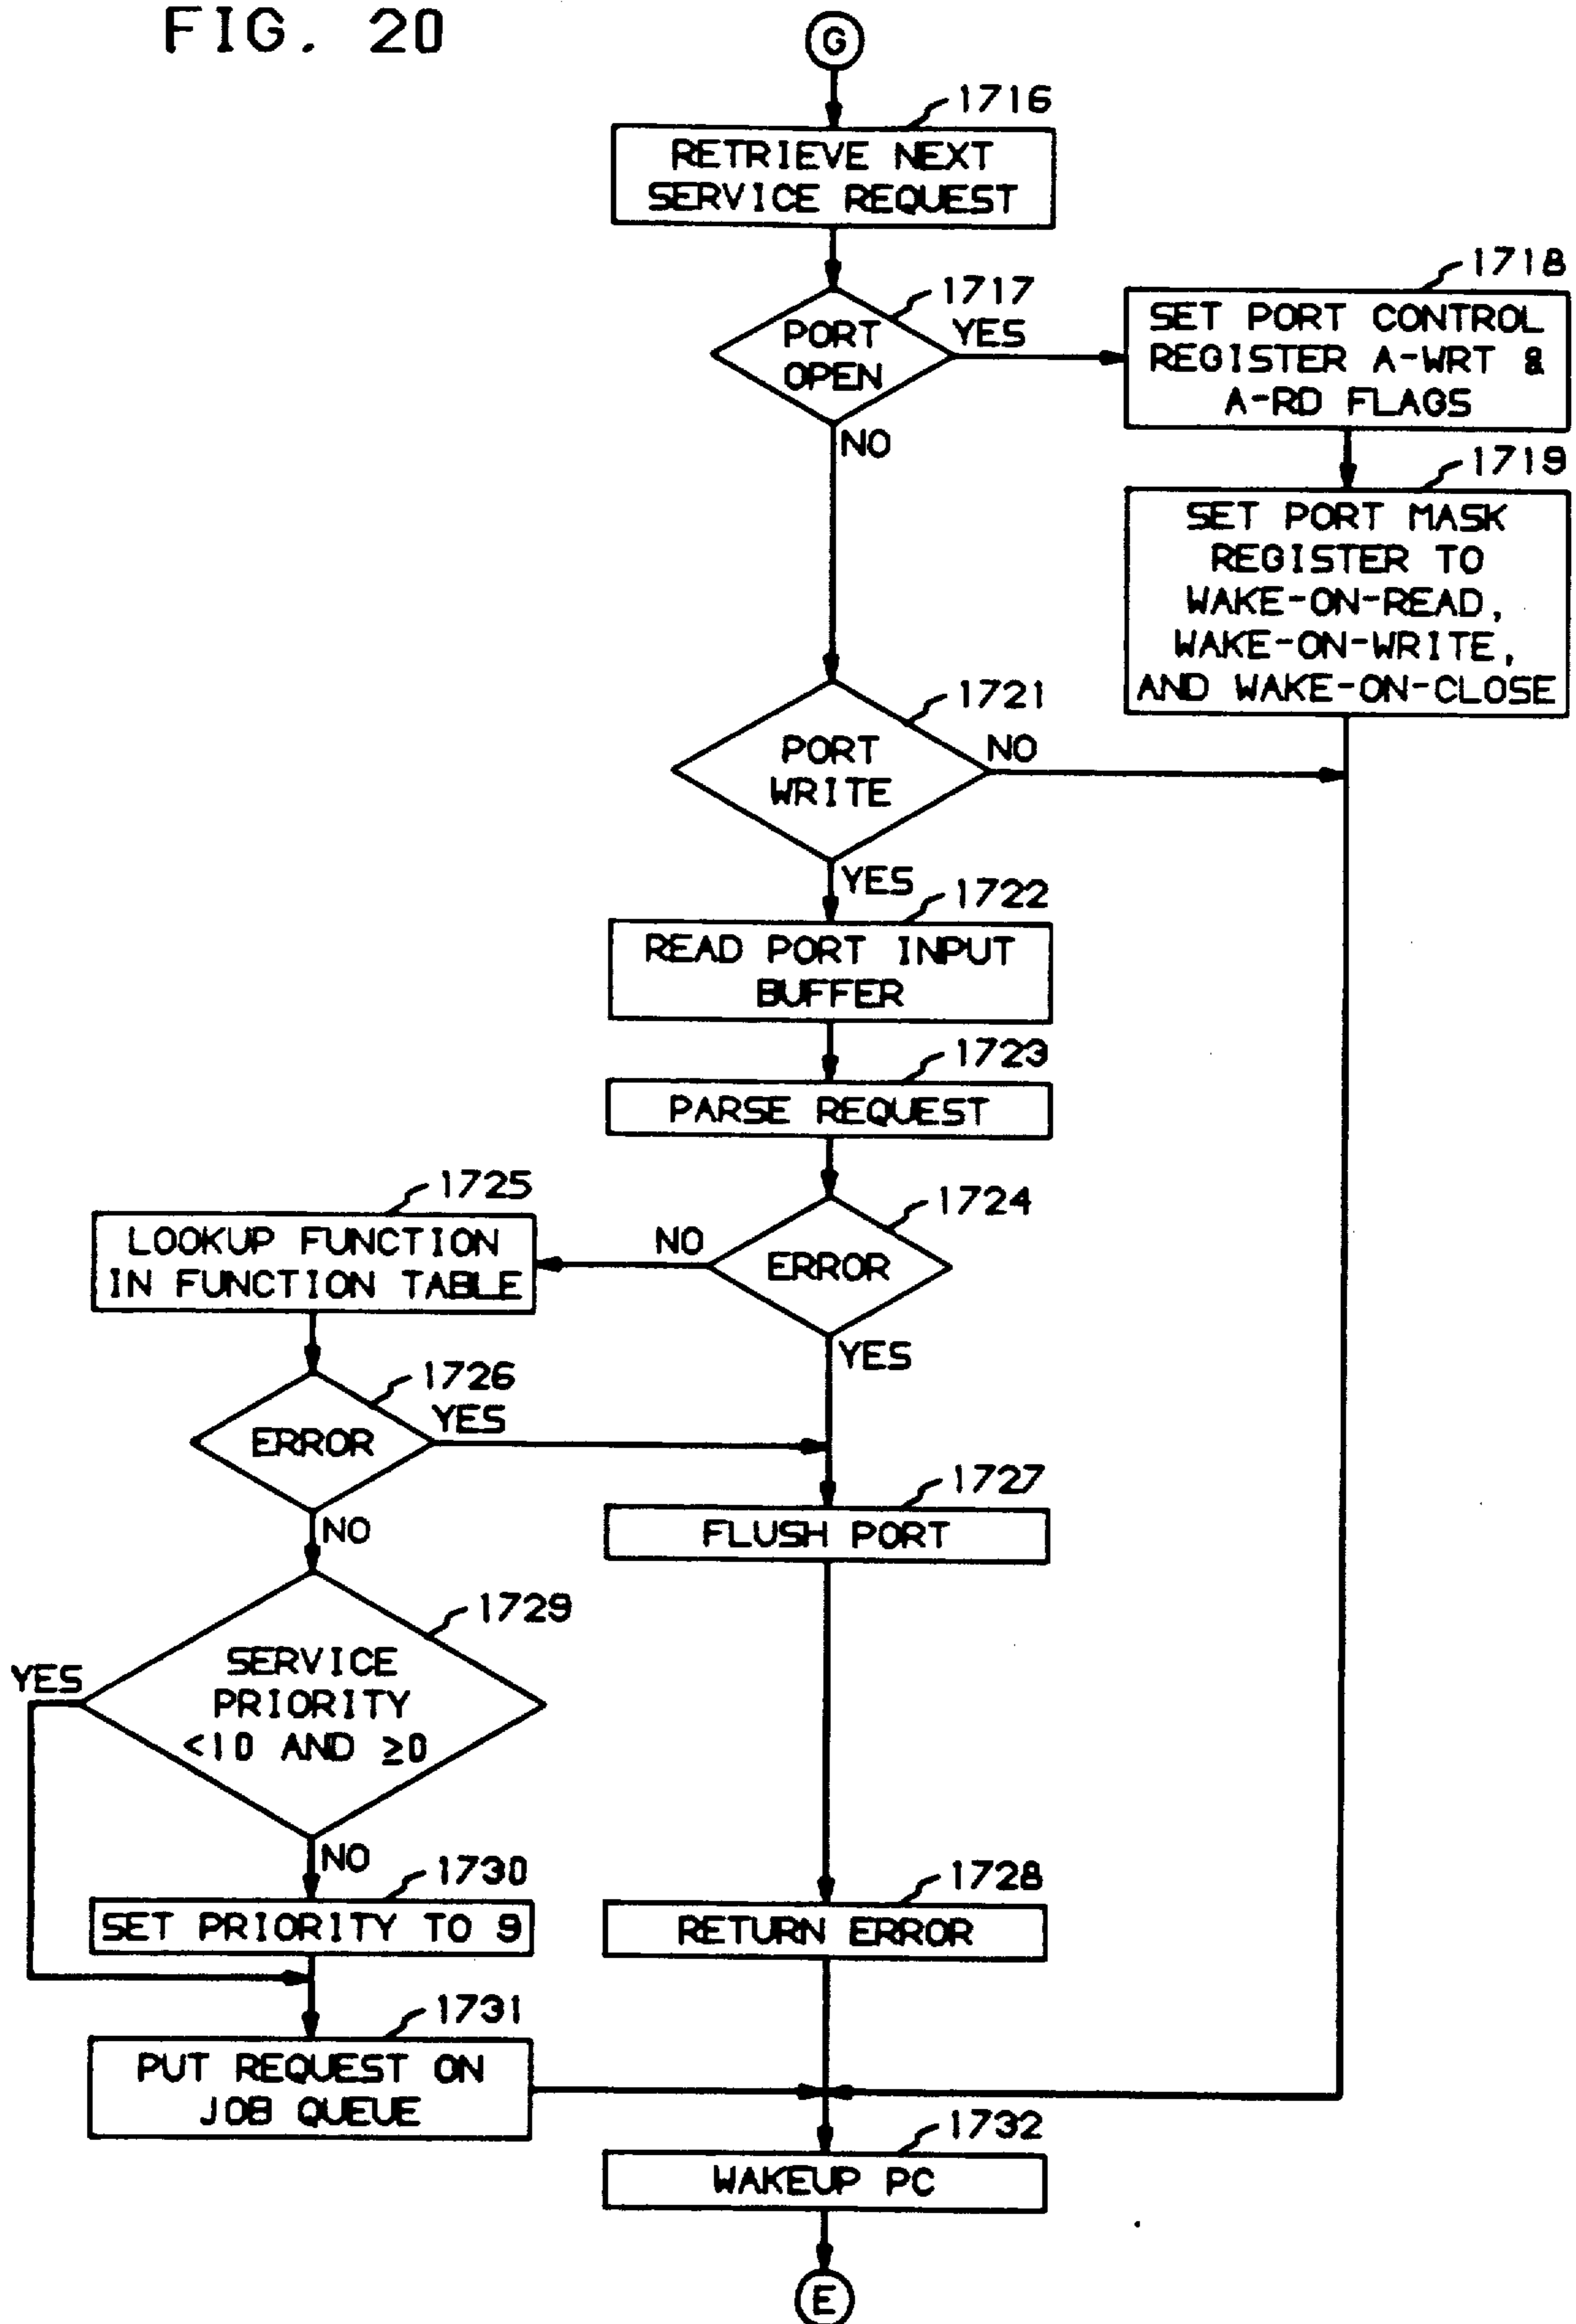 FIG. 20
G
1716
RETRIEVE NEXT
SERVICE REQUEST
1717
PORT
OPEN
YES
NO
1718
SET PORT CONTROL
REGISTER A-WRT &
A-RD FLAGS
1719
SET PORT MASK
REGISTER TO
WAKE-ON-READ,
WAKE-ON-WRITE,
AND WAKE-ON-CLOSE
1721
PORT
WRITE
NO
YES
1722
READ PORT INPUT
BUFFER
1723
PARSE REQUEST
1724
ERROR
NO
YES
1725
LOOKUP FUNCTION
IN FUNCTION TABLE
1726
ERROR
YES
NO
1727
FLUSH PORT
1729
SERVICE
PRIORITY
<10 AND ≥0
YES
NO
1730
SET PRIORITY TO 9
1728
RETURN ERROR
1731
PUT REQUEST ON
JOB QUEUE
1732
WAKEUP PC
E